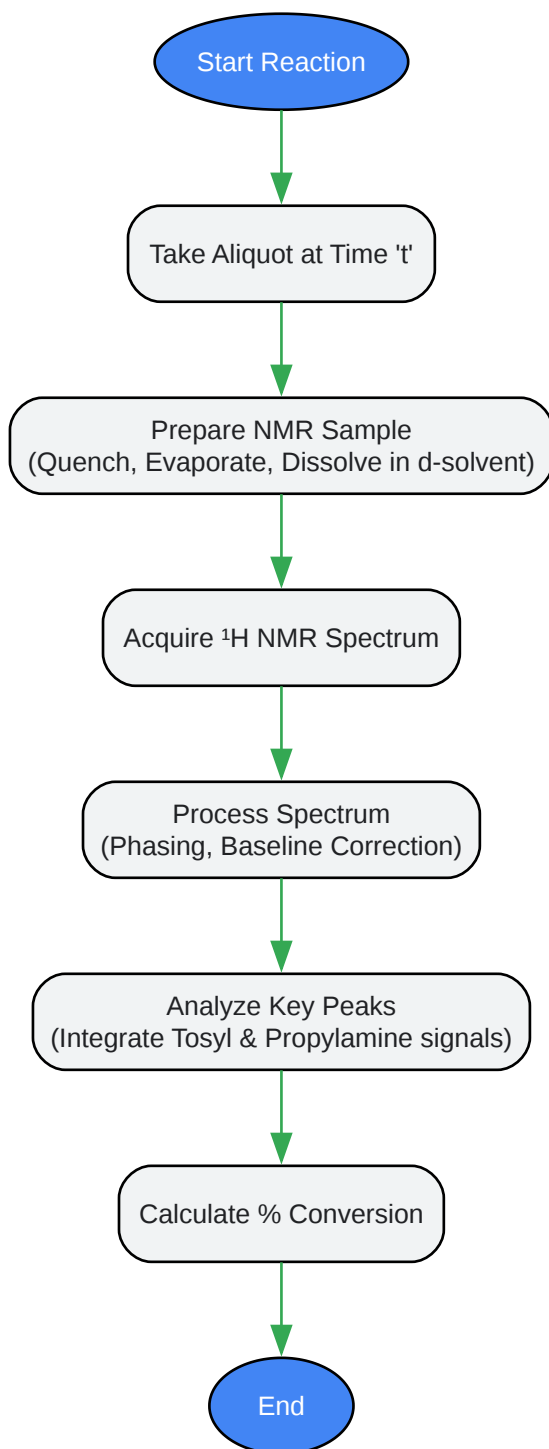 Start Reaction
Take Aliquot at Time 't'
Prepare NMR Sample
(Quench, Evaporate, Dissolve in d-solvent)
Acquire ¹H NMR Spectrum
Process Spectrum
(Phasing, Baseline Correction)
Analyze Key Peaks
(Integrate Tosyl & Propylamine signals)
Calculate % Conversion
End